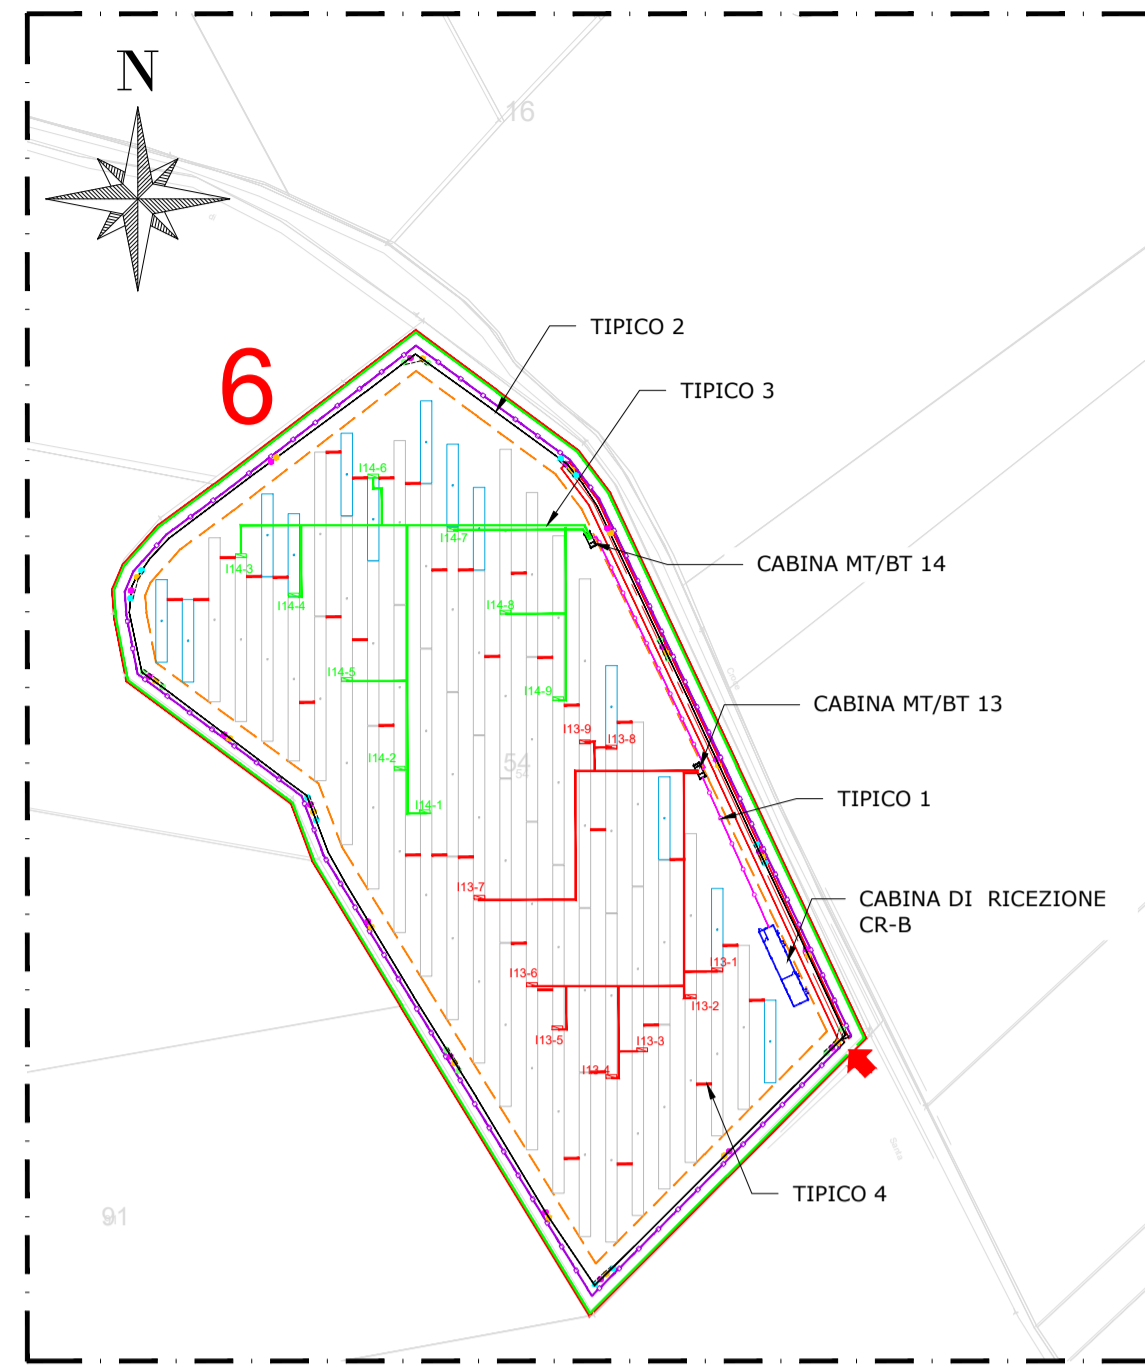 N
16
6
TIPICO 2
TIPICO 3
I14-6
I14-7
I14-3
CABINA MT/BT 14
I14-4
I14-8
I14-5
I14-9
CABINA MT/BT 13
I13-9
I13-8
I14-2
54
54
TIPICO 1
I14-1
I13-7
CABINA DI RICEZIONE
CR-B
I13-1
I13-6
I13-2
I13-5
I13-3
I13-4
TIPICO 4
91